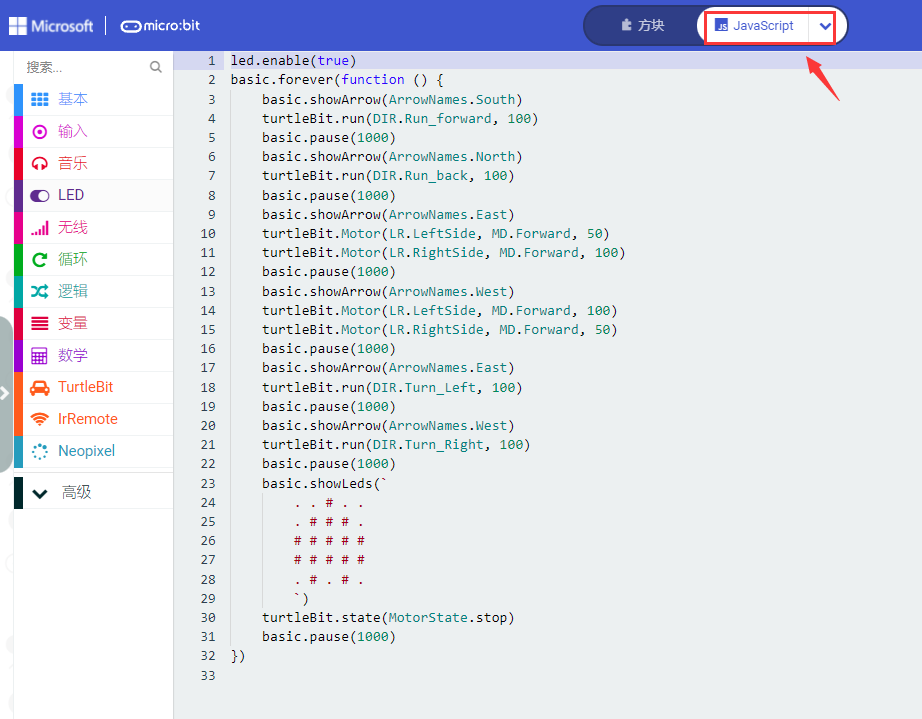 Microsoft | micro:bit
方块
JS JavaScript
搜索...
基本
输入
音乐
LED
无线
循环
逻辑
变量
数学
TurtleBit
IrRemote
Neopixel
高级
1 led.enable(true)
2 basic.forever(function () {
3 basic.showArrow(ArrowNames.South)
4 turtleBit.run(DIR.Run_forward, 100)
5 basic.pause(1000)
6 basic.showArrow(ArrowNames.North)
7 turtleBit.run(DIR.Run_back, 100)
8 basic.pause(1000)
9 basic.showArrow(ArrowNames.East)
10 turtleBit.Motor(LR.LeftSide, MD.Forward, 50)
11 turtleBit.Motor(LR.RightSide, MD.Forward, 100)
12 basic.pause(1000)
13 basic.showArrow(ArrowNames.West)
14 turtleBit.Motor(LR.LeftSide, MD.Forward, 100)
15 turtleBit.Motor(LR.RightSide, MD.Forward, 50)
16 basic.pause(1000)
17 basic.showArrow(ArrowNames.East)
18 turtleBit.run(DIR.Turn_Left, 100)
19 basic.pause(1000)
20 basic.showArrow(ArrowNames.West)
21 turtleBit.run(DIR.Turn_Right, 100)
22 basic.pause(1000)
23 basic.showLeds(`
24 . . # . .
25 . # # # .
26 # # # # #
27 # # # # #
28 . # . # .
29 `)
30 turtleBit.state(MotorState.stop)
31 basic.pause(1000)
32 })
33